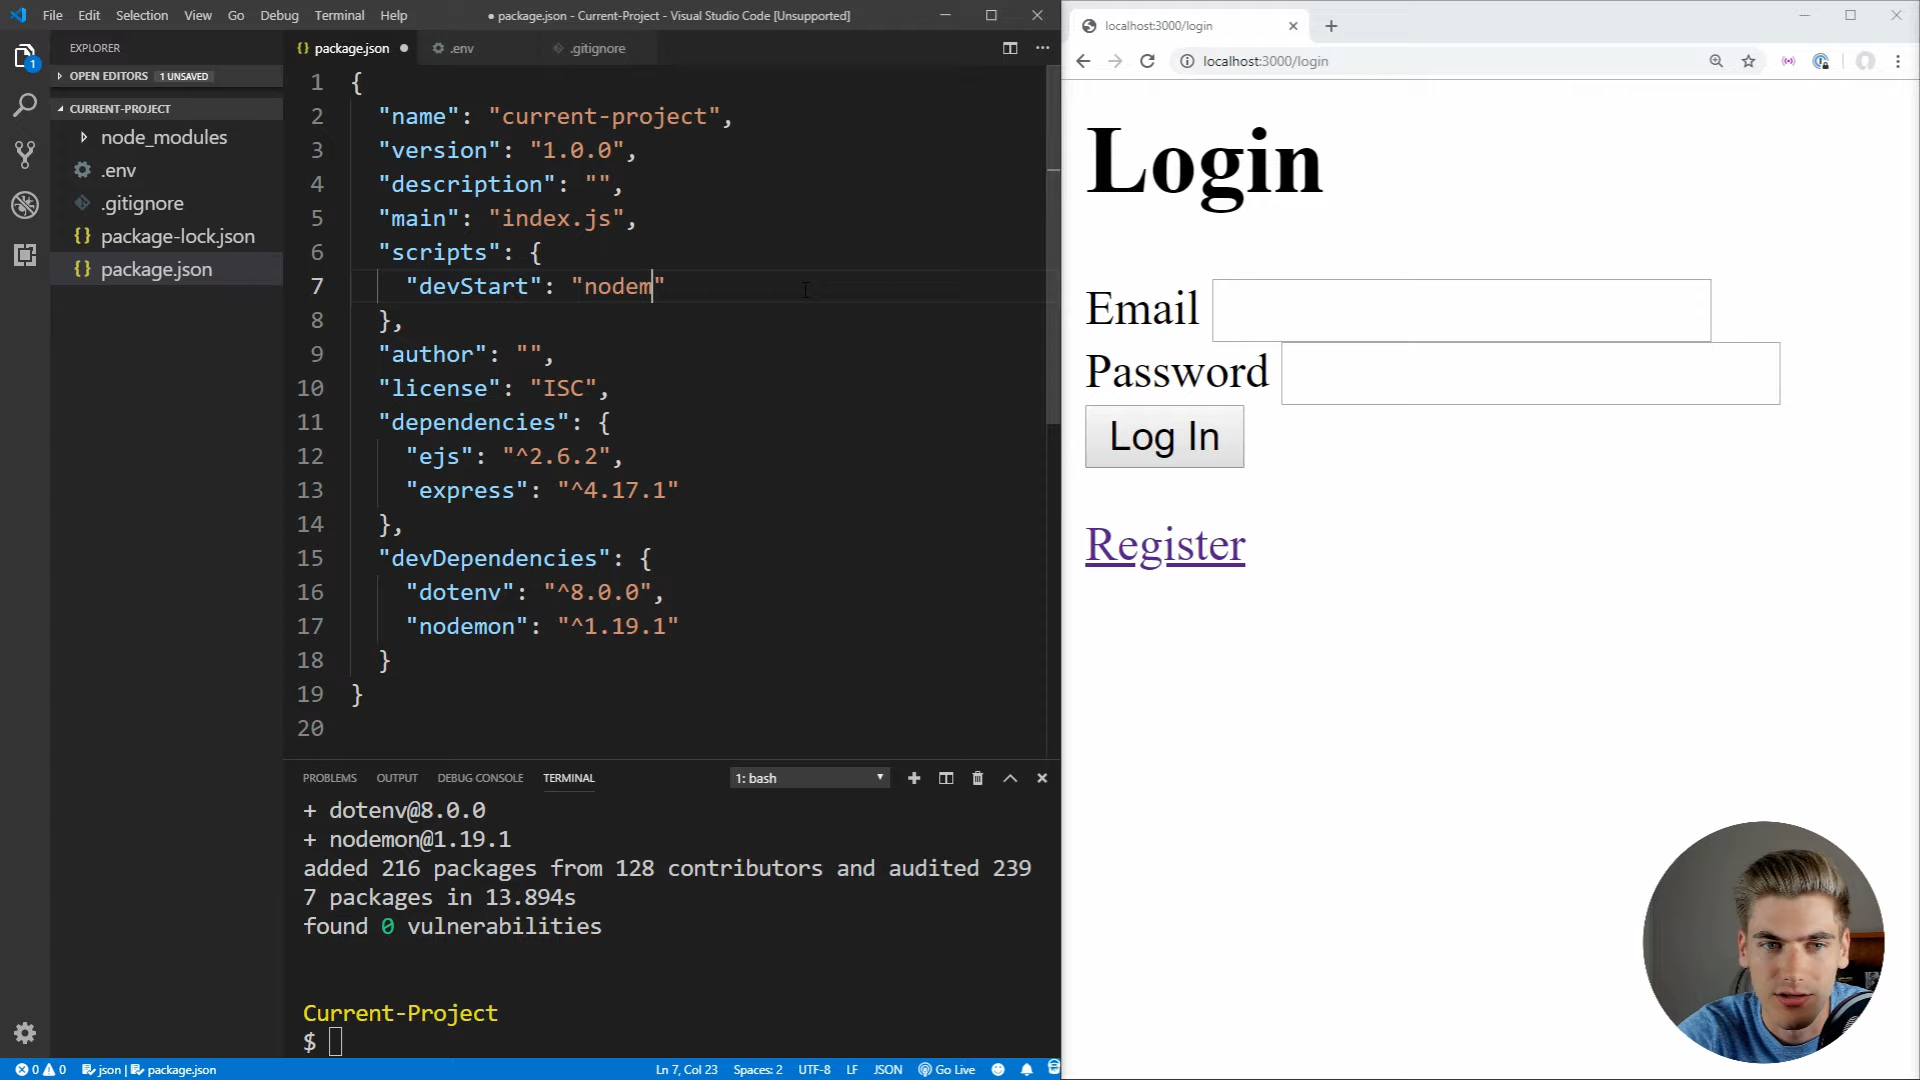 File Edit Selection View Go Debug Terminal Help
● package.json - Current-Project - Visual Studio Code [Unsupported]
EXPLORER
OPEN EDITORS 1 UNSAVED
CURRENT-PROJECT
node_modules
.env
.gitignore
{} package-lock.json
{} package.json
1
{} package.json ●
.env
.gitignore
1 {
2 "name": "current-project",
3 "version": "1.0.0",
4 "description": "",
5 "main": "index.js",
6 "scripts": {
7 "devStart": "nodem"
8 },
9 "author": "",
10 "license": "ISC",
11 "dependencies": {
12 "ejs": "^2.6.2",
13 "express": "^4.17.1"
14 },
15 "devDependencies": {
16 "dotenv": "^8.0.0",
17 "nodemon": "^1.19.1"
18 }
19 }
20
PROBLEMS OUTPUT DEBUG CONSOLE TERMINAL 1: bash
+ dotenv@8.0.0
+ nodemon@1.19.1
added 216 packages from 128 contributors and audited 239
7 packages in 13.894s
found 0 vulnerabilities
Current-Project
$
0 0 json | package.json Ln 7, Col 23 Spaces: 2 UTF-8 LF JSON Go Live
localhost:3000/login
localhost:3000/login
Login
Email
Password
Log In
Register